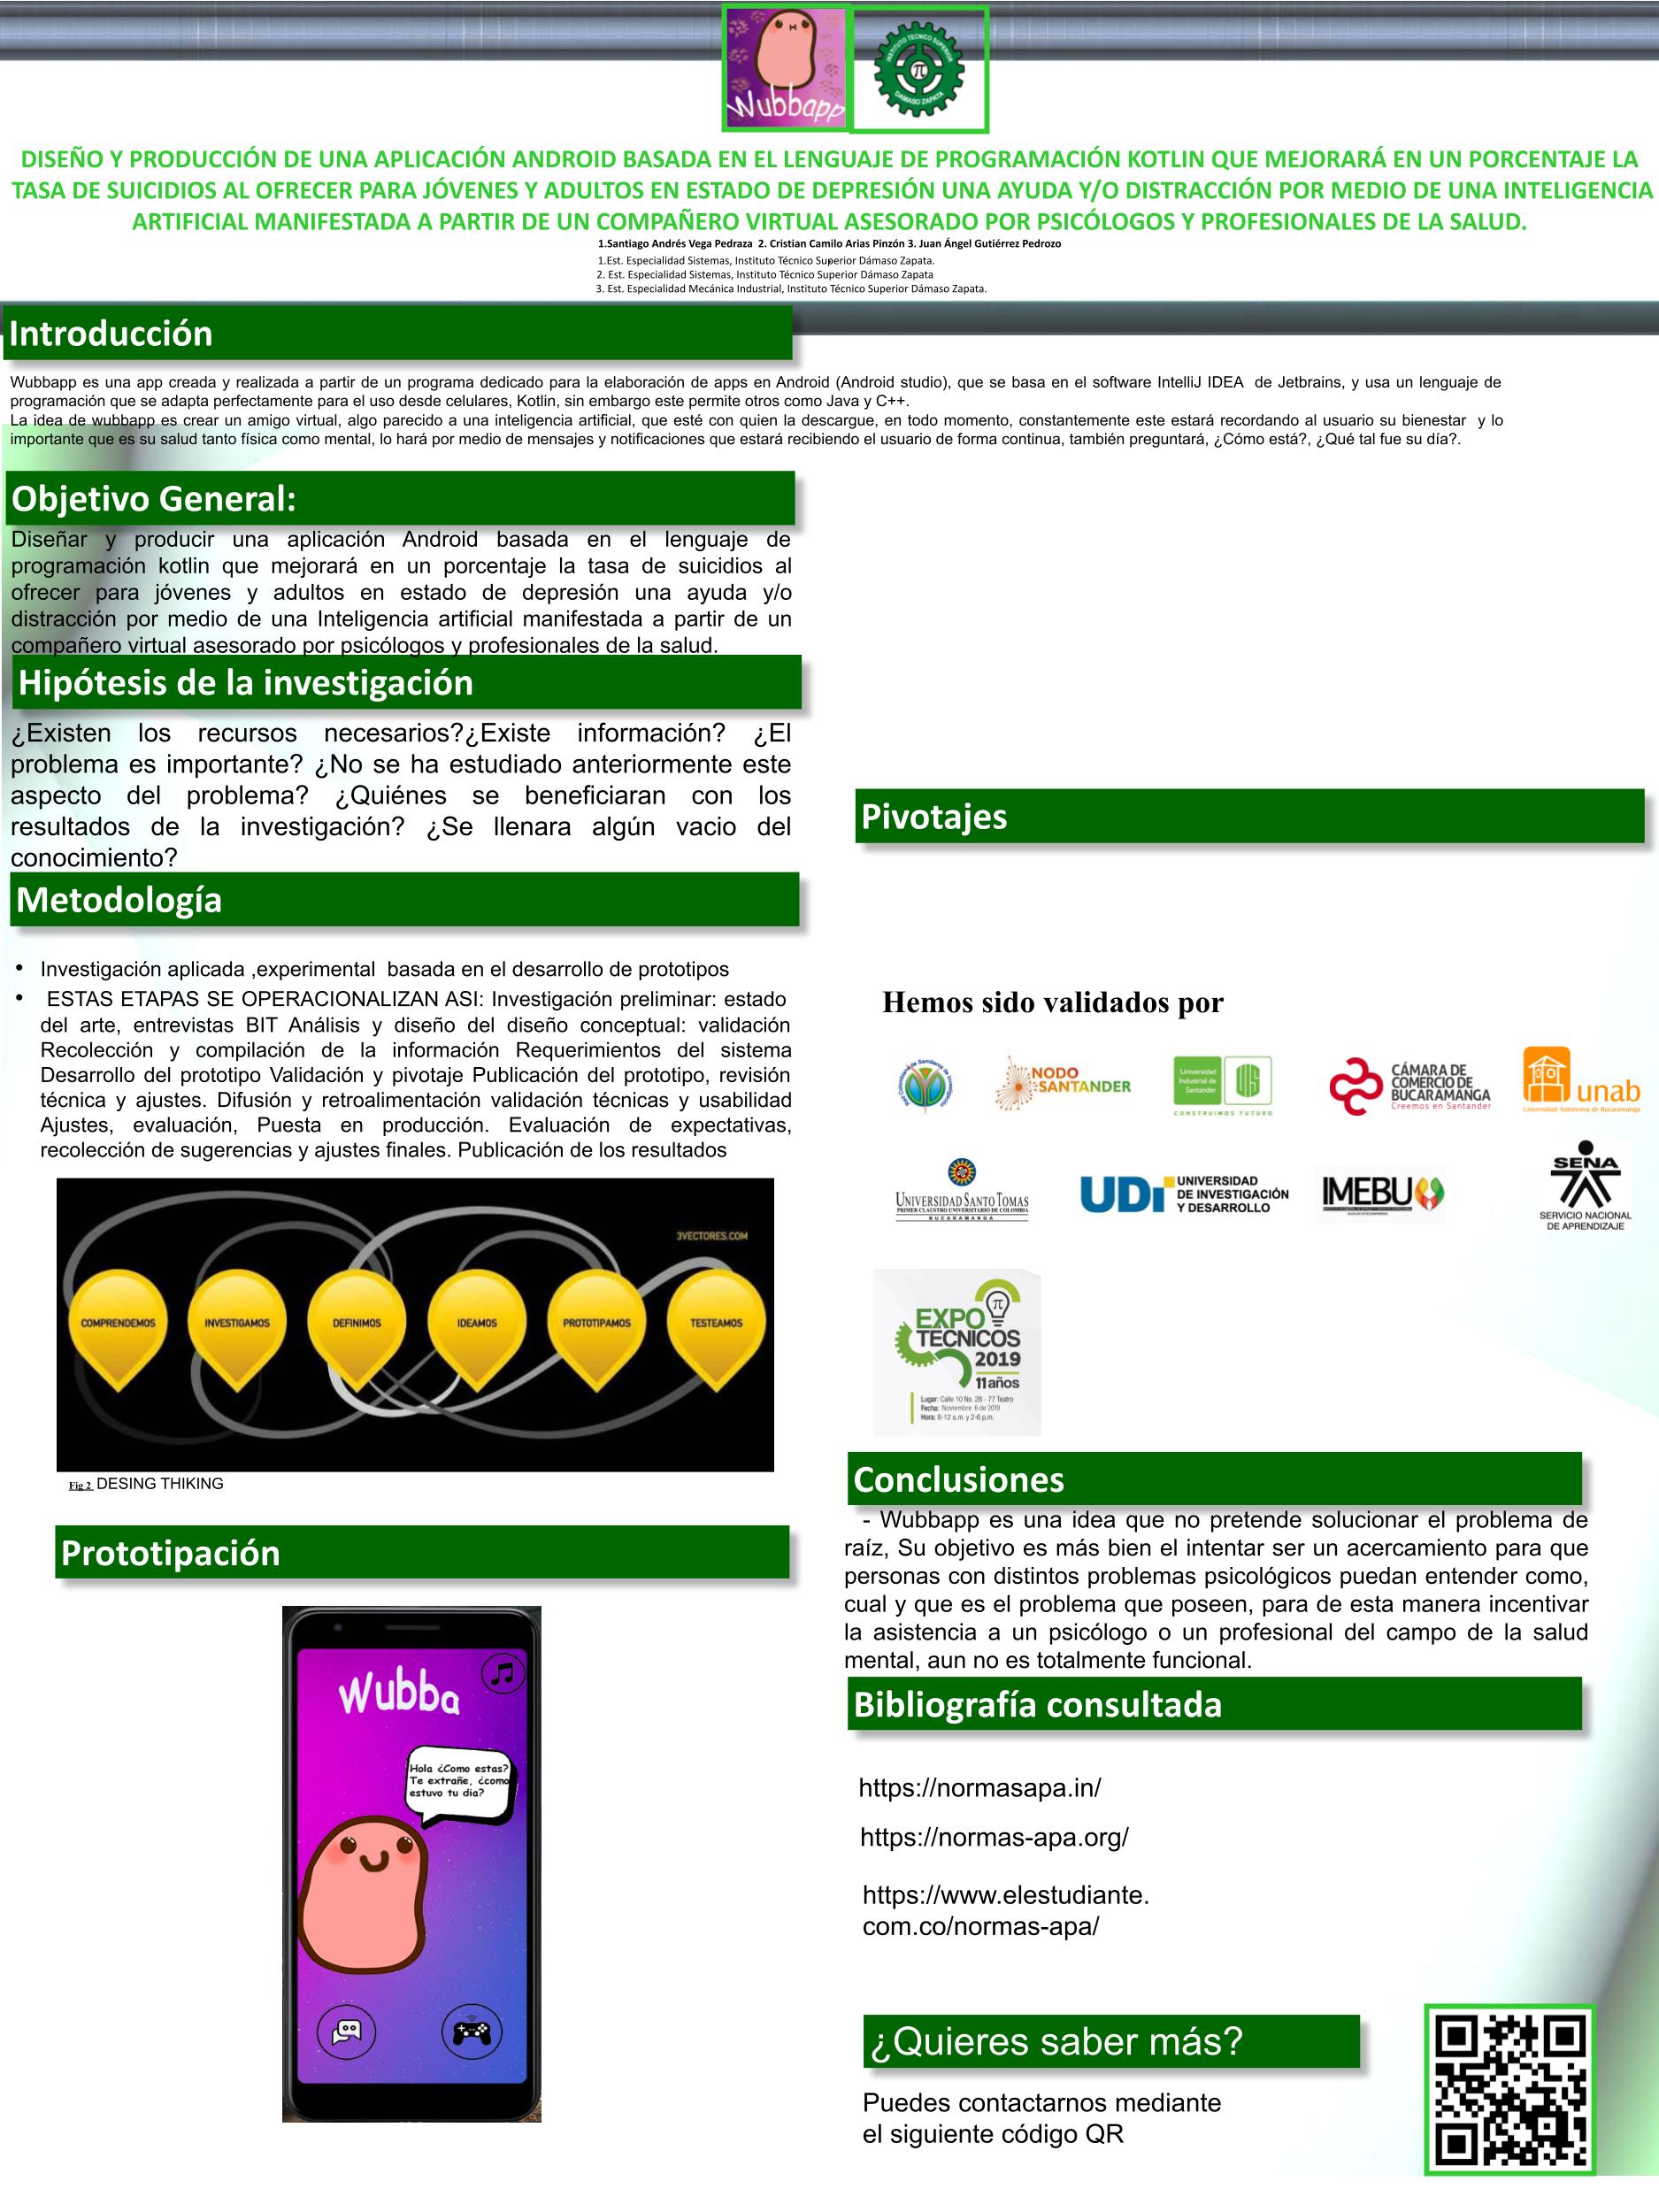 Wubbapp
INSTITUTO TECNICO SUPERIOR
DAMASO ZAPATA
DISEÑO Y PRODUCCIÓN DE UNA APLICACIÓN ANDROID BASADA EN EL LENGUAJE DE PROGRAMACIÓN KOTLIN QUE MEJORARÁ EN UN PORCENTAJE LA
TASA DE SUICIDIOS AL OFRECER PARA JÓVENES Y ADULTOS EN ESTADO DE DEPRESIÓN UNA AYUDA Y/O DISTRACCIÓN POR MEDIO DE UNA INTELIGENCIA
ARTIFICIAL MANIFESTADA A PARTIR DE UN COMPAÑERO VIRTUAL ASESORADO POR PSICÓLOGOS Y PROFESIONALES DE LA SALUD.
1.Santiago Andrés Vega Pedraza 2. Cristian Camilo Arias Pinzón 3. Juan Ángel Gutiérrez Pedrozo
1.Est. Especialidad Sistemas, Instituto Técnico Superior Dámaso Zapata.
2. Est. Especialidad Sistemas, Instituto Técnico Superior Dámaso Zapata
3. Est. Especialidad Mecánica Industrial, Instituto Técnico Superior Dámaso Zapata.
Introducción
Wubbapp es una app creada y realizada a partir de un programa dedicado para la elaboración de apps en Android (Android studio), que se basa en el software IntelliJ IDEA de Jetbrains, y usa un lenguaje de
programación que se adapta perfectamente para el uso desde celulares, Kotlin, sin embargo este permite otros como Java y C++.
La idea de wubbapp es crear un amigo virtual, algo parecido a una inteligencia artificial, que esté con quien la descargue, en todo momento, constantemente este estará recordando al usuario su bienestar y lo
importante que es su salud tanto física como mental, lo hará por medio de mensajes y notificaciones que estará recibiendo el usuario de forma continua, también preguntará, ¿Cómo está?, ¿Qué tal fue su día?.
Objetivo General:
Diseñar y producir una aplicación Android basada en el lenguaje de
programación kotlin que mejorará en un porcentaje la tasa de suicidios al
ofrecer para jóvenes y adultos en estado de depresión una ayuda y/o
distracción por medio de una Inteligencia artificial manifestada a partir de un
compañero virtual asesorado por psicólogos y profesionales de la salud.
Hipótesis de la investigación
¿Existen los recursos necesarios?¿Existe información? ¿El
problema es importante? ¿No se ha estudiado anteriormente este
aspecto del problema? ¿Quiénes se beneficiaran con los
resultados de la investigación? ¿Se llenara algún vacio del
conocimiento?
Metodología
• Investigación aplicada ,experimental basada en el desarrollo de prototipos
• ESTAS ETAPAS SE OPERACIONALIZAN ASI: Investigación preliminar: estado
del arte, entrevistas BIT Análisis y diseño del diseño conceptual: validación
Recolección y compilación de la información Requerimientos del sistema
Desarrollo del prototipo Validación y pivotaje Publicación del prototipo, revisión
técnica y ajustes. Difusión y retroalimentación validación técnicas y usabilidad
Ajustes, evaluación, Puesta en producción. Evaluación de expectativas,
recolección de sugerencias y ajustes finales. Publicación de los resultados
3VECTORES.COM
COMPRENDEMOS INVESTIGAMOS DEFINIMOS IDEAMOS PROTOTIPAMOS TESTEAMOS
Fig 2 DESING THIKING
Prototipación
Wubba
Hola ¿Como estas?
Te extrañe, ¿como
estuvo tu dia?
Pivotajes
Hemos sido validados por
NODO
SANTANDER
Universidad
Industrial de
Santander
UIS
CONSTRUIMOS FUTURO
CÁMARA DE
COMERCIO DE
BUCARAMANGA
Creemos en Santander
unab
Universidad Autónoma de Bucaramanga
UNIVERSIDAD SANTO TOMAS
PRIMER CLAUSTRO UNIVERSITARIO DE COLOMBIA
BUCARAMANGA
UDI UNIVERSIDAD
DE INVESTIGACIÓN
Y DESARROLLO
IMEBU
SENA
SERVICIO NACIONAL
DE APRENDIZAJE
EXPO
TECNICOS
2019
11 años
Lugar: Calle 10 No. 28 - 77 Teatro
Fecha: Noviembre 6 de 2019
Hora: 8-12 a.m. y 2-6 p.m.
Conclusiones
- Wubbapp es una idea que no pretende solucionar el problema de
raíz, Su objetivo es más bien el intentar ser un acercamiento para que
personas con distintos problemas psicológicos puedan entender como,
cual y que es el problema que poseen, para de esta manera incentivar
la asistencia a un psicólogo o un profesional del campo de la salud
mental, aun no es totalmente funcional.
Bibliografía consultada
https://normasapa.in/
https://normas-apa.org/
https://www.elestudiante.
com.co/normas-apa/
¿Quieres saber más?
Puedes contactarnos mediante
el siguiente código QR